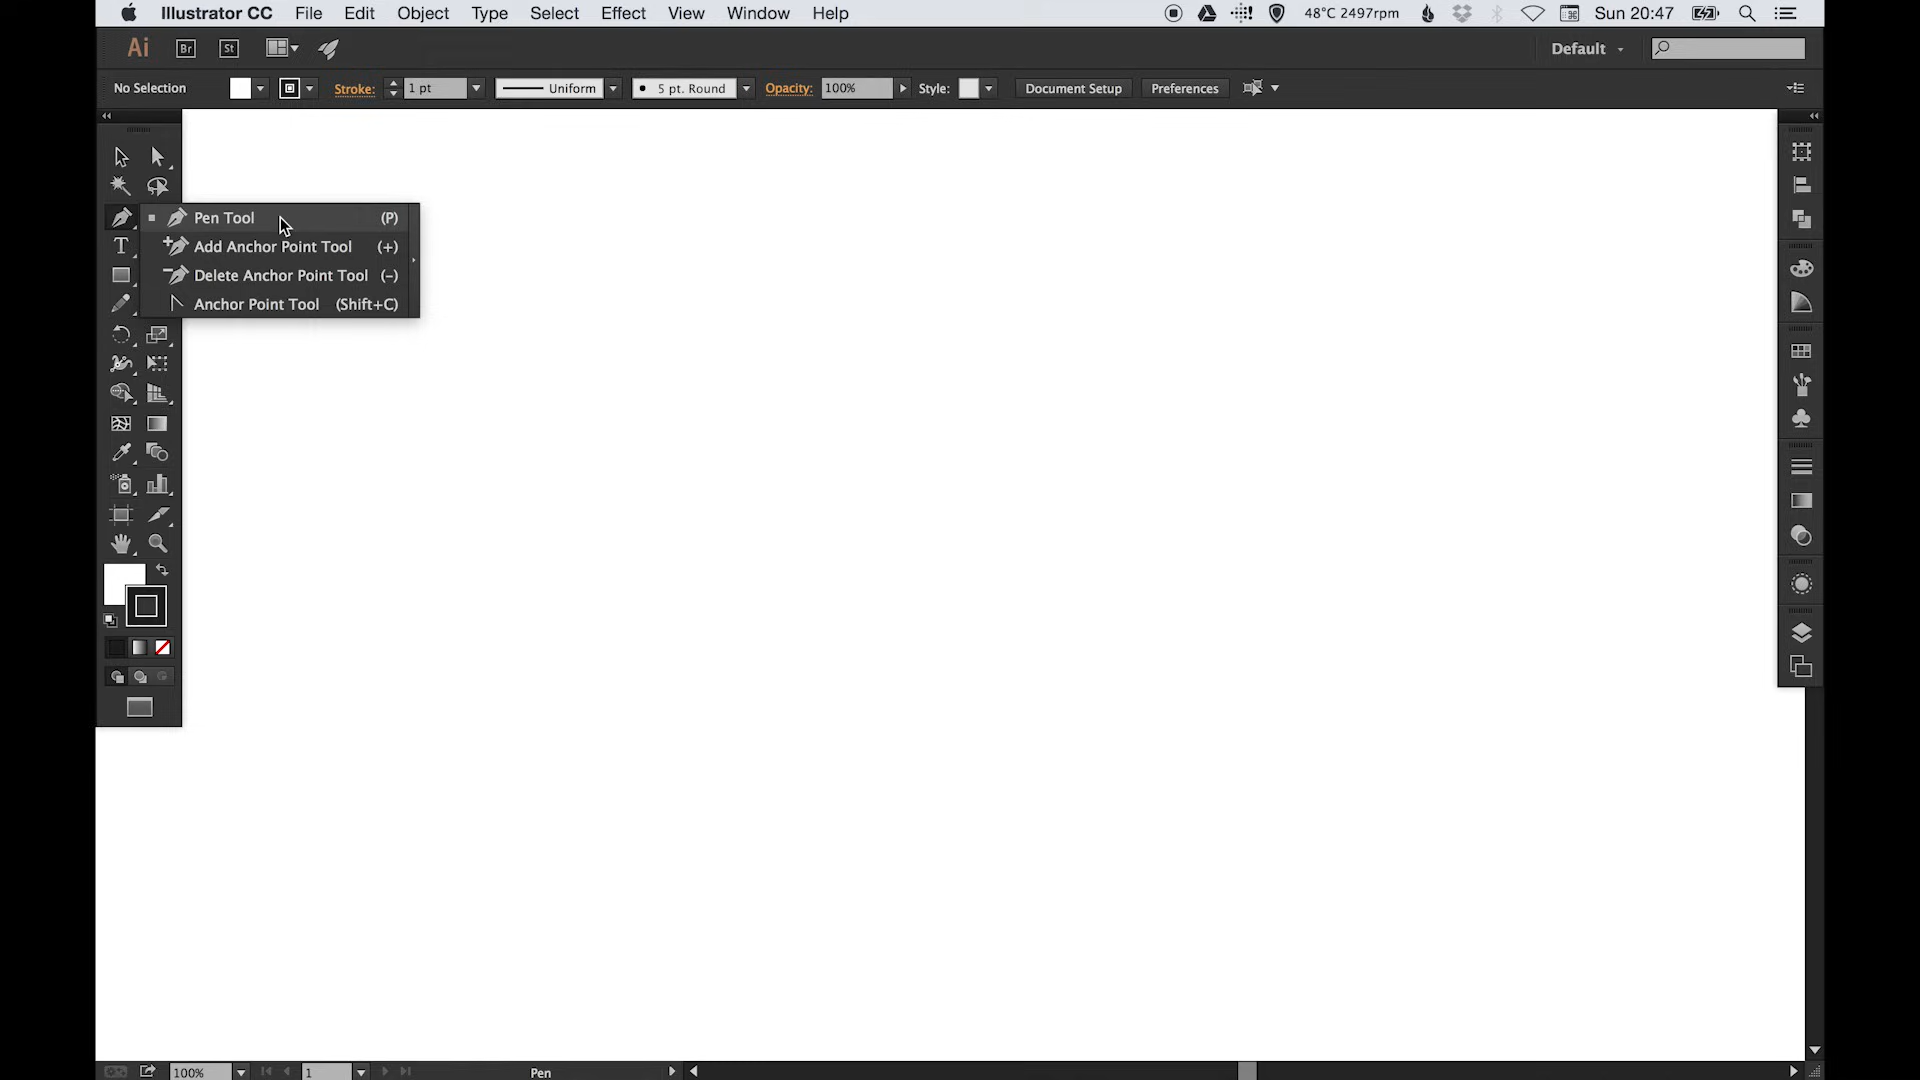 Illustrator CC File Edit Object Type Select Effect View Window Help 48°C 2497rpm Sun 20:47
Ai Br St Default
No Selection Stroke: 1 pt Uniform 5 pt. Round Opacity: 100% Style: Document Setup Preferences
Pen Tool (P)
Add Anchor Point Tool (+)
Delete Anchor Point Tool (-)
Anchor Point Tool (Shift+C)
T
100% 1 Pen